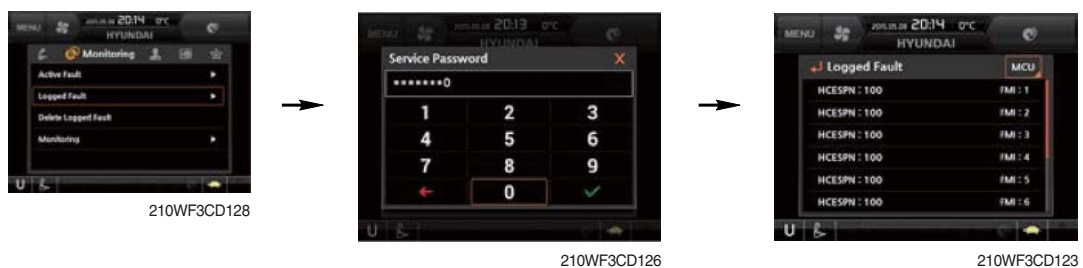 MENU 2015.05.28 20:14 0°C
HYUNDAI
Monitoring
Active Fault
Logged Fault
Delete Logged Fault
Monitoring
U
210WF3CD128
MENU 2015.05.28 20:13 0°C
HYUNDAI
Service Password X
*******0
1 2 3
4 5 6
7 8 9
0
U
210WF3CD126
MENU 2015.05.28 20:14 0°C
HYUNDAI
Logged Fault MCU
HCESPN : 100 FMI : 1
HCESPN : 100 FMI : 2
HCESPN : 100 FMI : 3
HCESPN : 100 FMI : 4
HCESPN : 100 FMI : 5
HCESPN : 100 FMI : 6
U
210WF3CD123